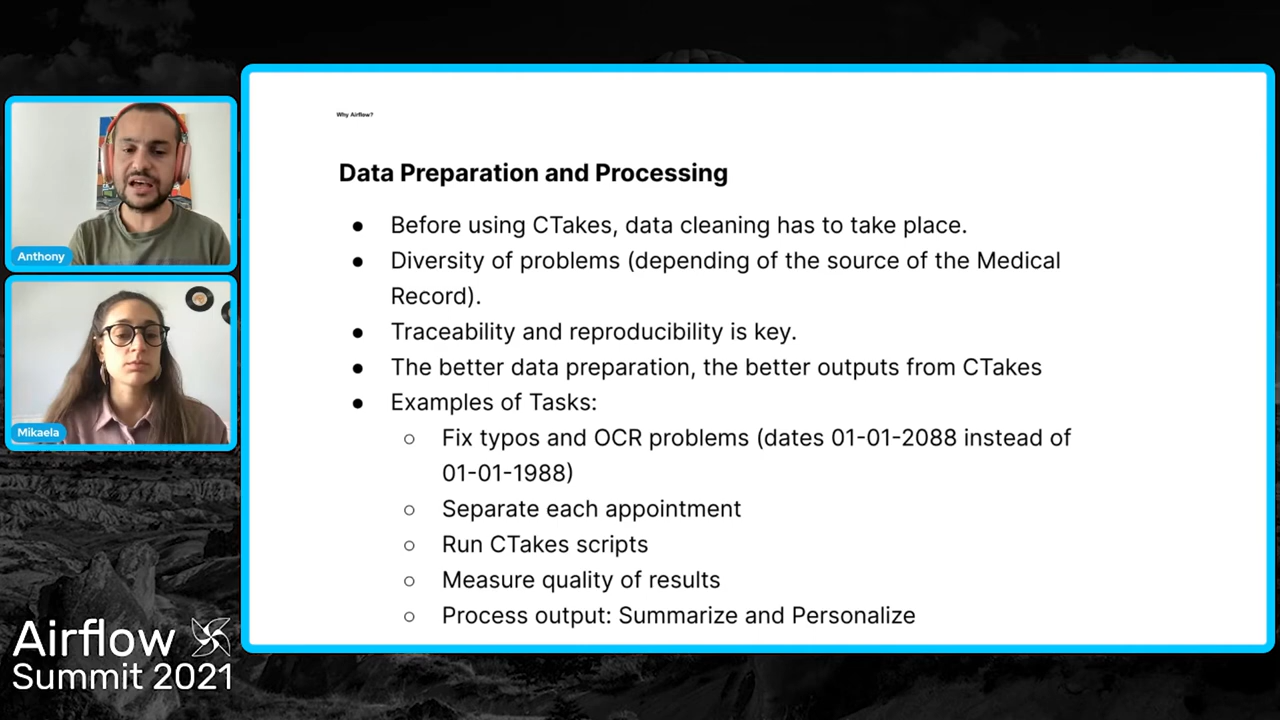 Anthony
Mikaela
Airflow
Summit 2021
Why Airflow?
Data Preparation and Processing
● Before using CTakes, data cleaning has to take place.
● Diversity of problems (depending of the source of the Medical
Record).
● Traceability and reproducibility is key.
● The better data preparation, the better outputs from CTakes
● Examples of Tasks:
○ Fix typos and OCR problems (dates 01-01-2088 instead of
01-01-1988)
○ Separate each appointment
○ Run CTakes scripts
○ Measure quality of results
○ Process output: Summarize and Personalize